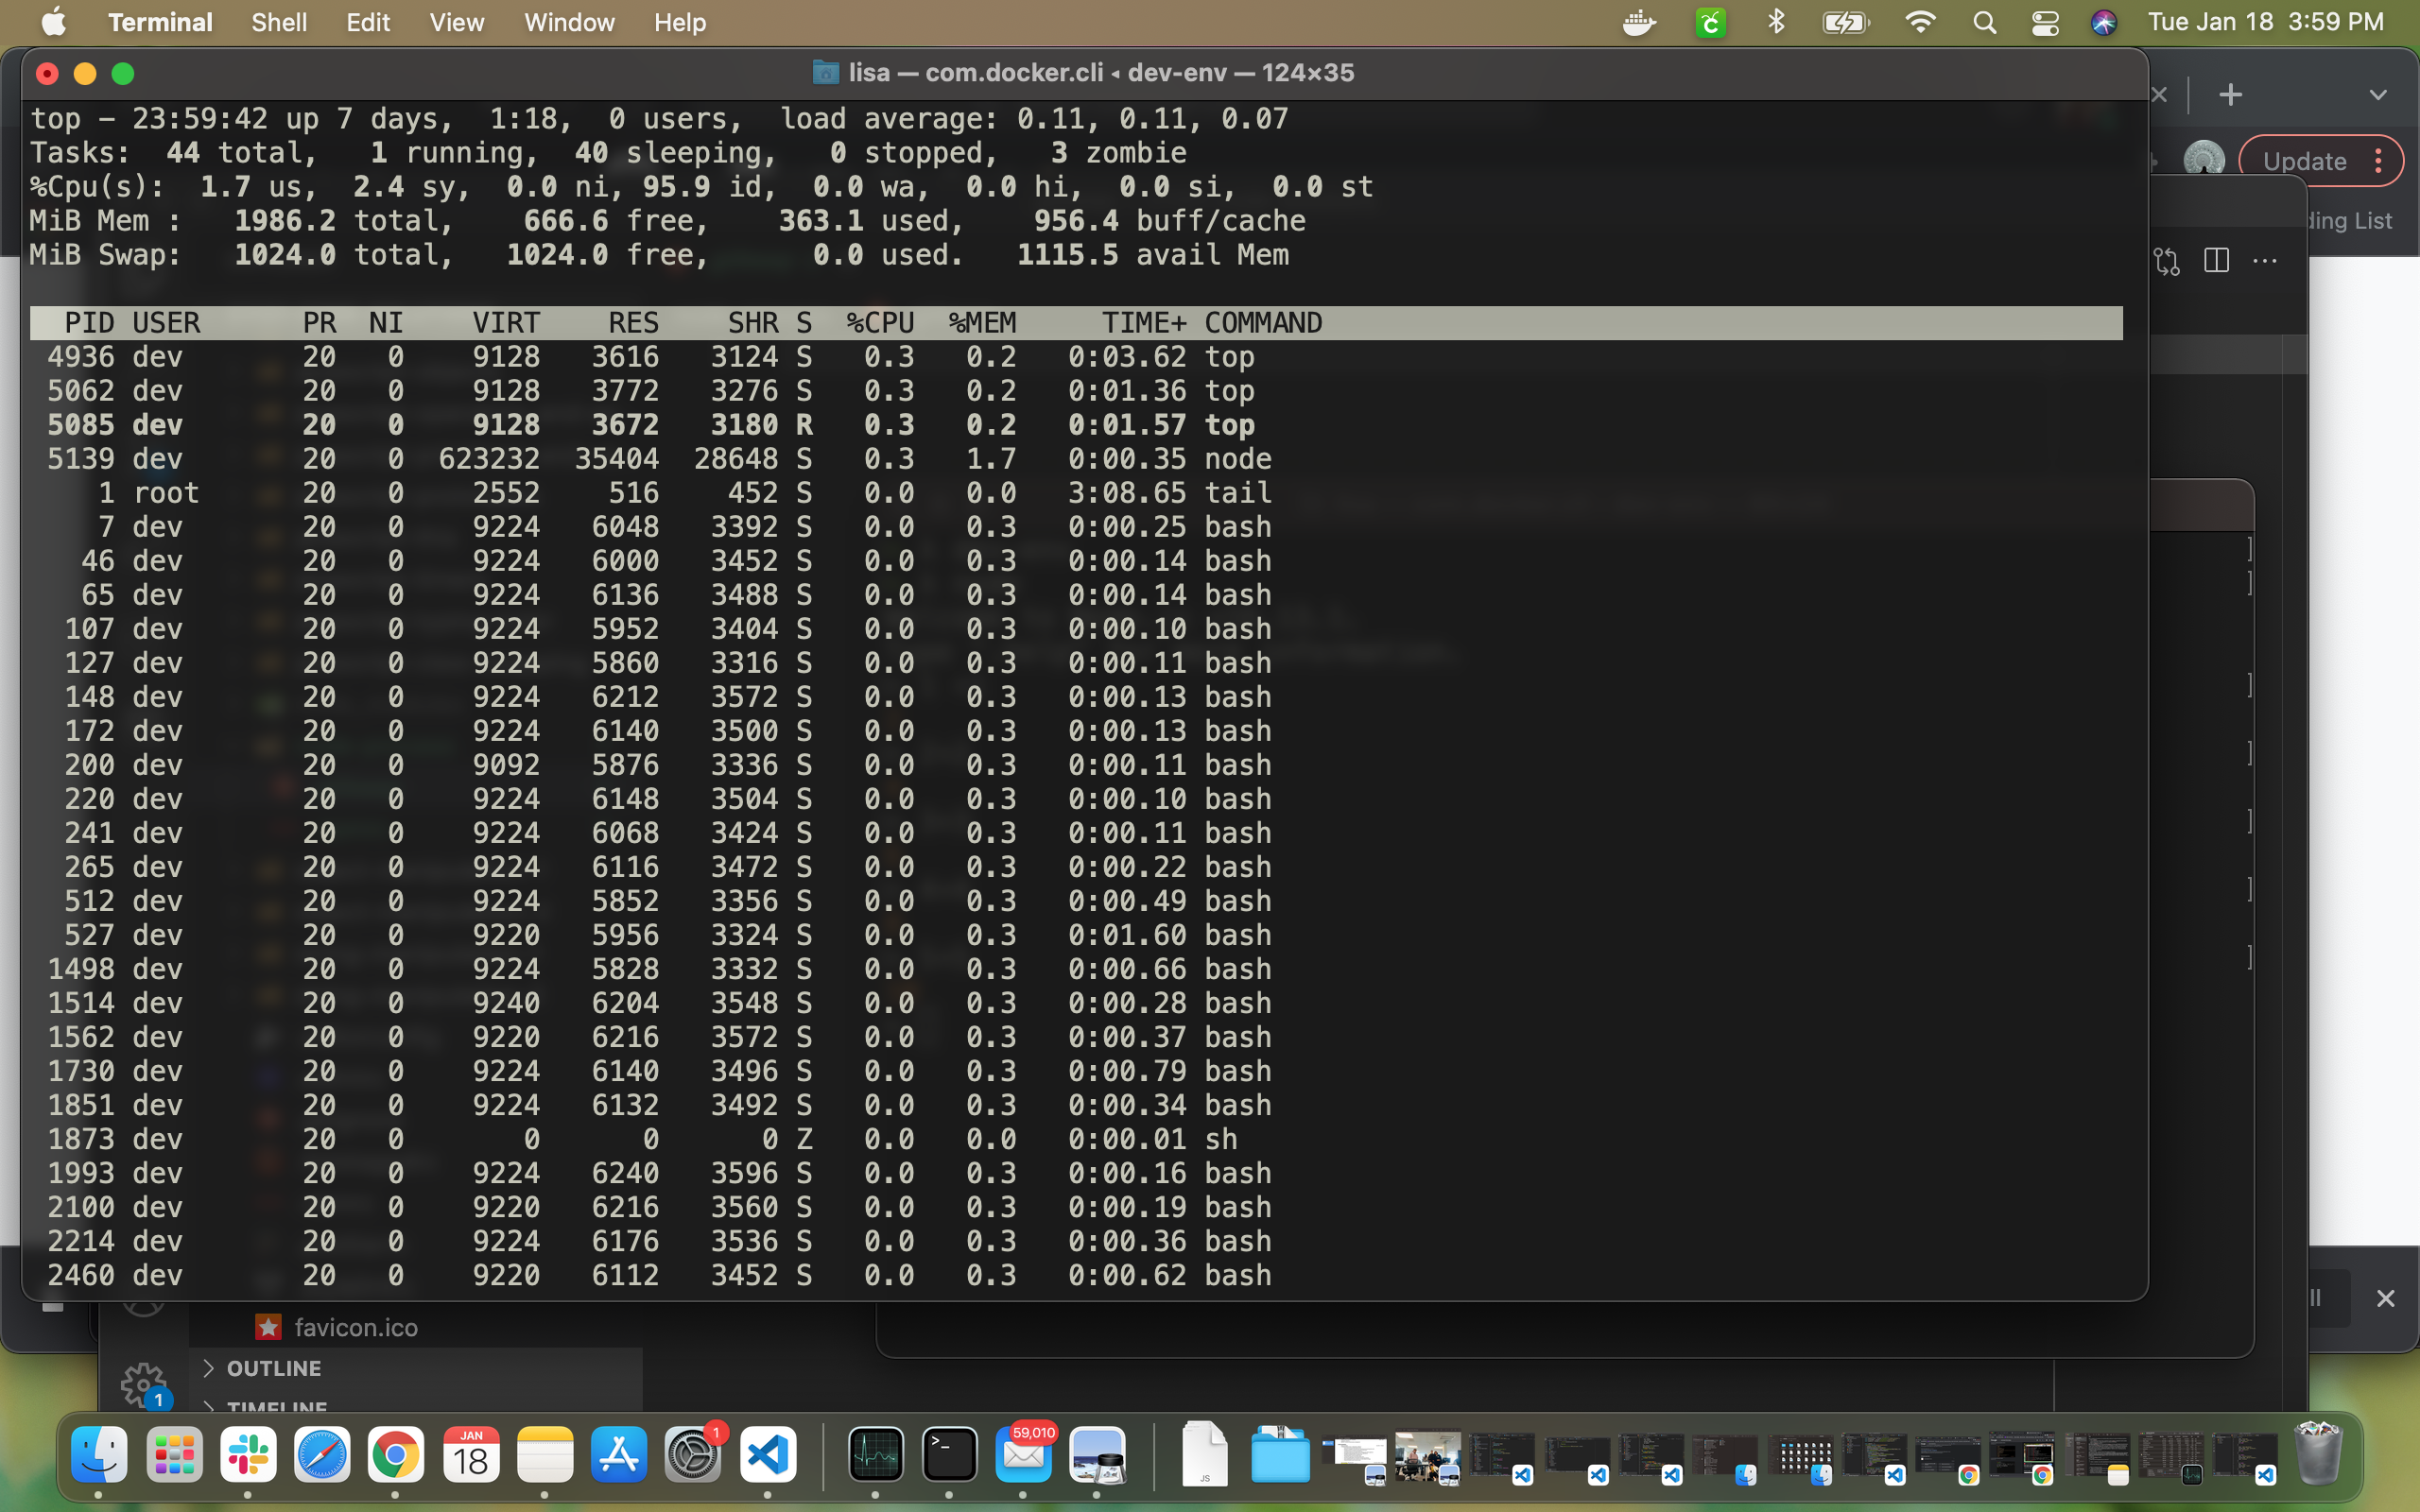 Terminal Shell Edit View Window Help Tue Jan 18 3:59 PM
lisa — com.docker.cli ◂ dev-env — 124×35
top - 23:59:42 up 7 days,  1:18,  0 users,  load average: 0.11, 0.11, 0.07
Update
Tasks:  44 total,   1 running,  40 sleeping,   0 stopped,   3 zombie
%Cpu(s):  1.7 us,  2.4 sy,  0.0 ni, 95.9 id,  0.0 wa,  0.0 hi,  0.0 si,  0.0 st
MiB Mem :   1986.2 total,    666.6 free,    363.1 used,    956.4 buff/cache
List
MiB Swap:   1024.0 total,   1024.0 free,      0.0 used.   1115.5 avail Mem
PID USER PR NI VIRT RES SHR S %CPU %MEM TIME+ COMMAND
4936 dev 20 0 9128 3616 3124 S 0.3 0.2 0:03.62 top
5062 dev 20 0 9128 3772 3276 S 0.3 0.2 0:01.36 top
5085 dev 20 0 9128 3672 3180 R 0.3 0.2 0:01.57 top
5139 dev 20 0 623232 35404 28648 S 0.3 1.7 0:00.35 node
1 root 20 0 2552 516 452 S 0.0 0.0 3:08.65 tail
7 dev 20 0 9224 6048 3392 S 0.0 0.3 0:00.25 bash
46 dev 20 0 9224 6000 3452 S 0.0 0.3 0:00.14 bash
65 dev 20 0 9224 6136 3488 S 0.0 0.3 0:00.14 bash
107 dev 20 0 9224 5952 3404 S 0.0 0.3 0:00.10 bash
127 dev 20 0 9224 5860 3316 S 0.0 0.3 0:00.11 bash
148 dev 20 0 9224 6212 3572 S 0.0 0.3 0:00.13 bash
172 dev 20 0 9224 6140 3500 S 0.0 0.3 0:00.13 bash
200 dev 20 0 9092 5876 3336 S 0.0 0.3 0:00.11 bash
220 dev 20 0 9224 6148 3504 S 0.0 0.3 0:00.10 bash
241 dev 20 0 9224 6068 3424 S 0.0 0.3 0:00.11 bash
265 dev 20 0 9224 6116 3472 S 0.0 0.3 0:00.22 bash
512 dev 20 0 9224 5852 3356 S 0.0 0.3 0:00.49 bash
527 dev 20 0 9220 5956 3324 S 0.0 0.3 0:01.60 bash
1498 dev 20 0 9224 5828 3332 S 0.0 0.3 0:00.66 bash
1514 dev 20 0 9240 6204 3548 S 0.0 0.3 0:00.28 bash
1562 dev 20 0 9220 6216 3572 S 0.0 0.3 0:00.37 bash
1730 dev 20 0 9224 6140 3496 S 0.0 0.3 0:00.79 bash
1851 dev 20 0 9224 6132 3492 S 0.0 0.3 0:00.34 bash
1873 dev 20 0 0 0 0 Z 0.0 0.0 0:00.01 sh
1993 dev 20 0 9224 6240 3596 S 0.0 0.3 0:00.16 bash
2100 dev 20 0 9220 6216 3560 S 0.0 0.3 0:00.19 bash
2214 dev 20 0 9224 6176 3536 S 0.0 0.3 0:00.36 bash
2460 dev 20 0 9220 6112 3452 S 0.0 0.3 0:00.62 bash
favicon.ico
OUTLINE
1
TIMELINE
JAN
18
1
59,010
JS